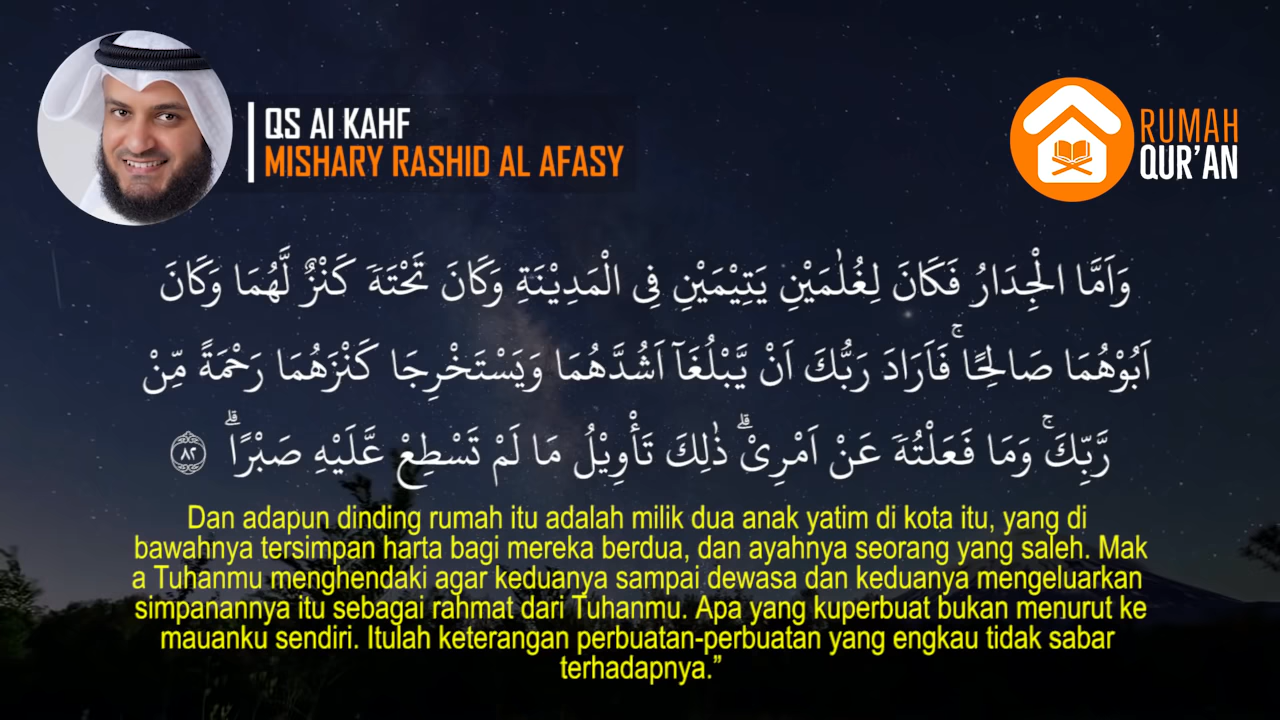 QS Al KAHF
MISHARY RASHID AL AFASY
RUMAH
QUR'AN
وَاَمَّا الْجِدَارُ فَكَانَ لِغُلٰمَيْنِ يَتِيْمَيْنِ فِى الْمَدِيْنَةِ وَكَانَ تَحْتَهٗ كَنْزٌ لَّهُمَا وَكَانَ
اَبُوْهُمَا صَالِحًا ۚفَاَرَادَ رَبُّكَ اَنْ يَّبْلُغَآ اَشُدَّهُمَا وَيَسْتَخْرِجَا كَنْزَهُمَا رَحْمَةً مِّنْ
رَّبِّكَۚ وَمَا فَعَلْتُهٗ عَنْ اَمْرِيْۗ ذٰلِكَ تَأْوِيْلُ مَا لَمْ تَسْطِعْ عَّلَيْهِ صَبْرًاۗ ۝٨٢
Dan adapun dinding rumah itu adalah milik dua anak yatim di kota itu, yang di
bawahnya tersimpan harta bagi mereka berdua, dan ayahnya seorang yang saleh. Mak
a Tuhanmu menghendaki agar keduanya sampai dewasa dan keduanya mengeluarkan
simpanannya itu sebagai rahmat dari Tuhanmu. Apa yang kuperbuat bukan menurut ke
mauanku sendiri. Itulah keterangan perbuatan-perbuatan yang engkau tidak sabar
terhadapnya.”